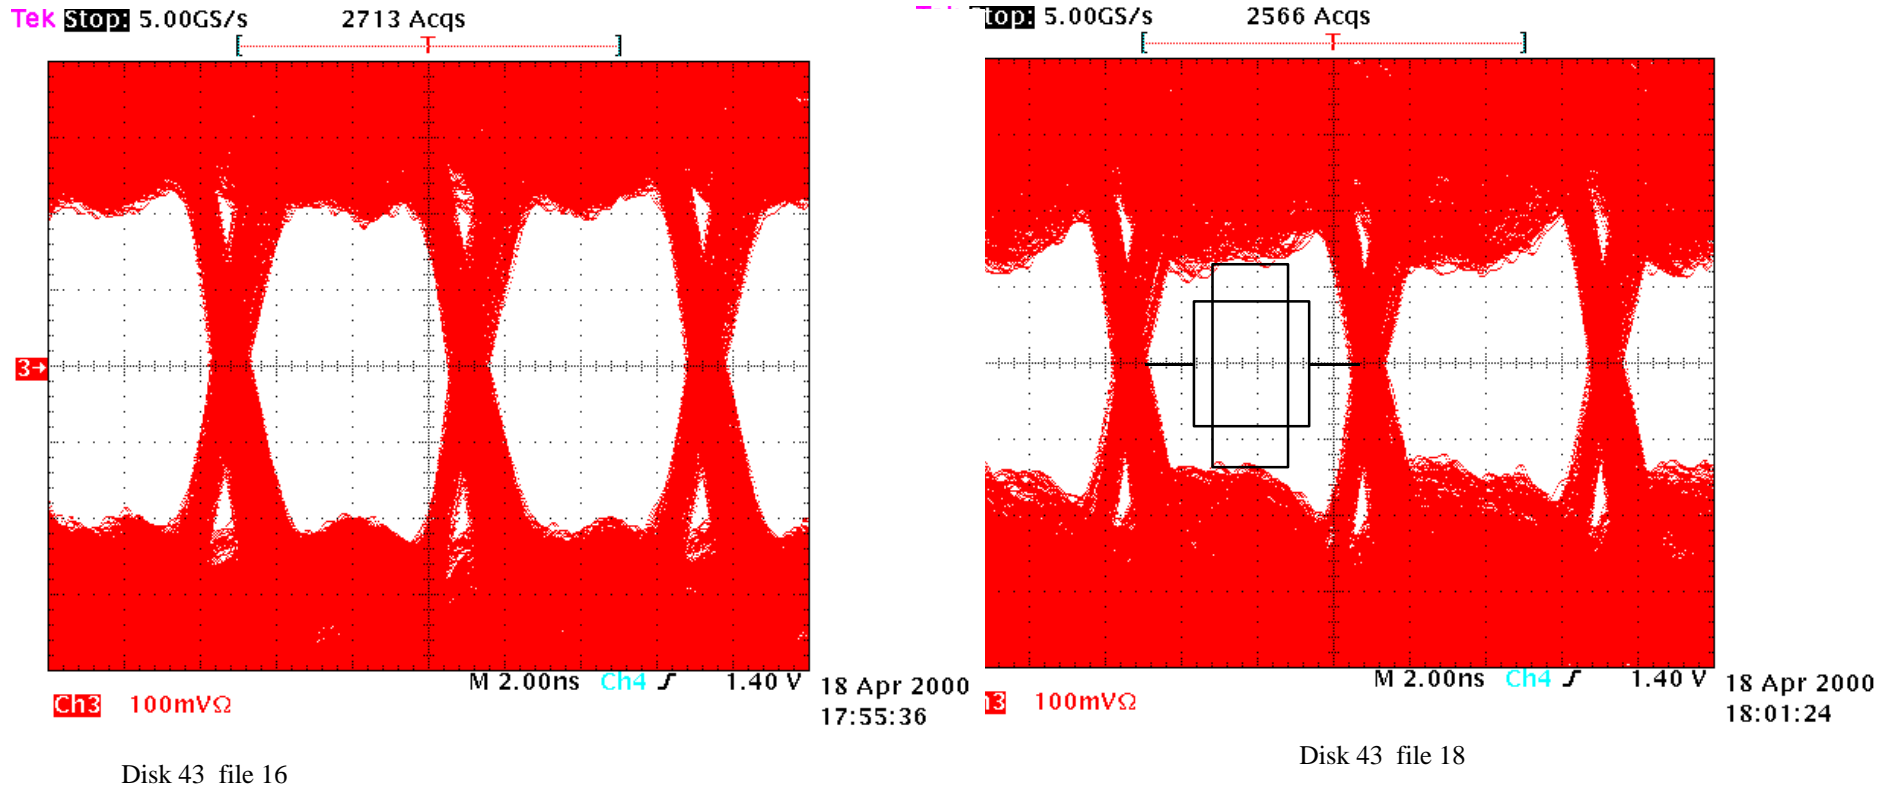 Tek Stop: 5.00GS/s 2713 Acqs
T
3→
M 2.00ns Ch4 ∫ 1.40 V
18 Apr 2000
17:55:36
Ch3 100mVΩ
Disk 43 file 16
top: 5.00GS/s 2566 Acqs
T
M 2.00ns Ch4 ∫ 1.40 V
18 Apr 2000
18:01:24
3 100mVΩ
Disk 43 file 18